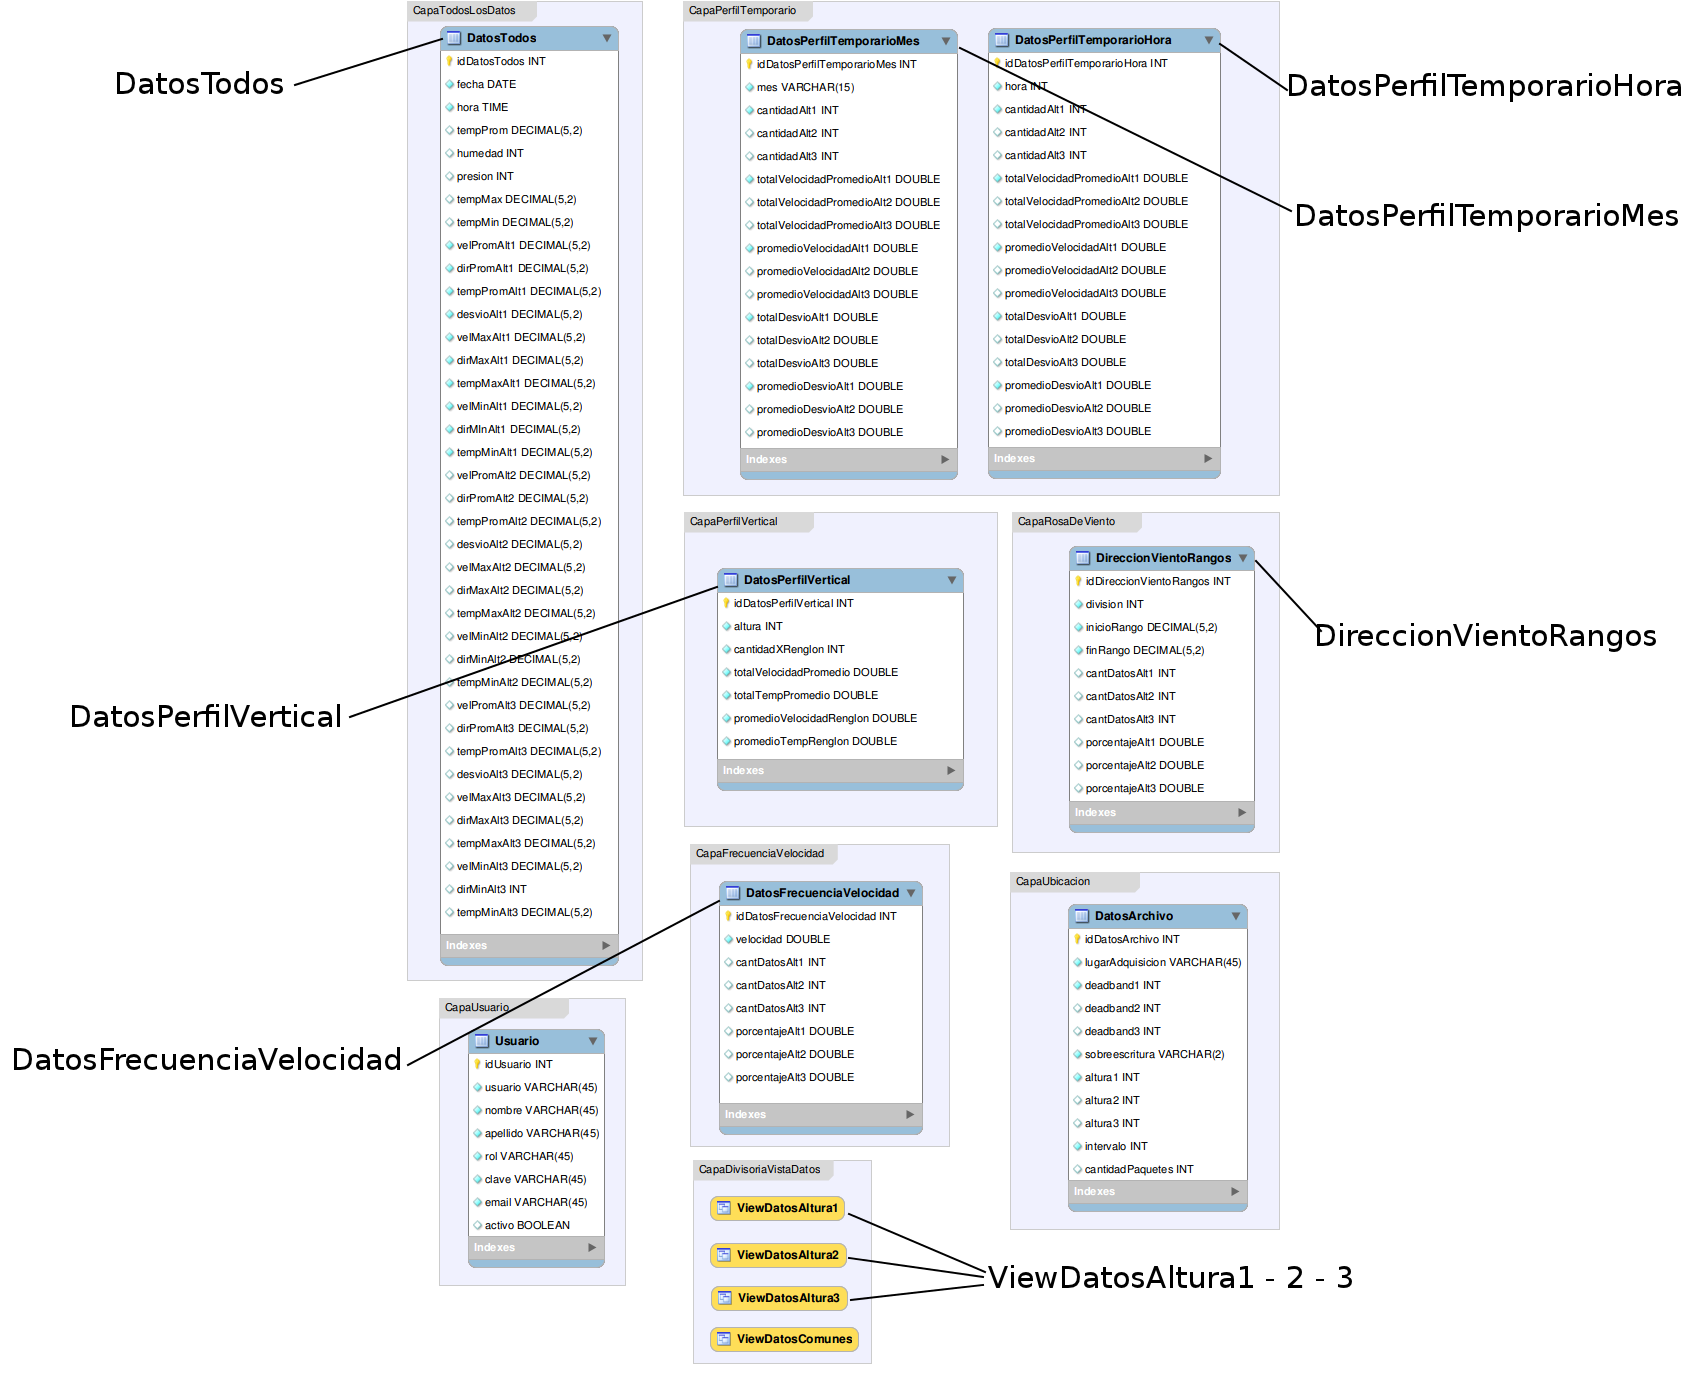 CapaTodosLosDatos
DatosTodos
idDatosTodos INT
fecha DATE
hora TIME
tempProm DECIMAL(5,2)
humedad INT
presion INT
tempMax DECIMAL(5,2)
tempMin DECIMAL(5,2)
velPromAlt1 DECIMAL(5,2)
dirPromAlt1 DECIMAL(5,2)
tempPromAlt1 DECIMAL(5,2)
desvioAlt1 DECIMAL(5,2)
velMaxAlt1 DECIMAL(5,2)
dirMaxAlt1 DECIMAL(5,2)
tempMaxAlt1 DECIMAL(5,2)
velMinAlt1 DECIMAL(5,2)
dirMInAlt1 DECIMAL(5,2)
tempMinAlt1 DECIMAL(5,2)
velPromAlt2 DECIMAL(5,2)
dirPromAlt2 DECIMAL(5,2)
tempPromAlt2 DECIMAL(5,2)
desvioAlt2 DECIMAL(5,2)
velMaxAlt2 DECIMAL(5,2)
dirMaxAlt2 DECIMAL(5,2)
tempMaxAlt2 DECIMAL(5,2)
velMinAlt2 DECIMAL(5,2)
dirMinAlt2 DECIMAL(5,2)
tempMinAlt2 DECIMAL(5,2)
velPromAlt3 DECIMAL(5,2)
dirPromAlt3 DECIMAL(5,2)
tempPromAlt3 DECIMAL(5,2)
desvioAlt3 DECIMAL(5,2)
velMaxAlt3 DECIMAL(5,2)
dirMaxAlt3 DECIMAL(5,2)
tempMaxAlt3 DECIMAL(5,2)
velMinAlt3 DECIMAL(5,2)
dirMinAlt3 INT
tempMinAlt3 DECIMAL(5,2)
Indexes
CapaPerfilTemporario
DatosPerfilTemporarioMes
idDatosPerfilTemporarioMes INT
mes VARCHAR(15)
cantidadAlt1 INT
cantidadAlt2 INT
cantidadAlt3 INT
totalVelocidadPromedioAlt1 DOUBLE
totalVelocidadPromedioAlt2 DOUBLE
totalVelocidadPromedioAlt3 DOUBLE
promedioVelocidadAlt1 DOUBLE
promedioVelocidadAlt2 DOUBLE
promedioVelocidadAlt3 DOUBLE
totalDesvioAlt1 DOUBLE
totalDesvioAlt2 DOUBLE
totalDesvioAlt3 DOUBLE
promedioDesvioAlt1 DOUBLE
promedioDesvioAlt2 DOUBLE
promedioDesvioAlt3 DOUBLE
Indexes
DatosPerfilTemporarioHora
idDatosPerfilTemporarioHora INT
hora INT
cantidadAlt1 INT
cantidadAlt2 INT
cantidadAlt3 INT
totalVelocidadPromedioAlt1 DOUBLE
totalVelocidadPromedioAlt2 DOUBLE
totalVelocidadPromedioAlt3 DOUBLE
promedioVelocidadAlt1 DOUBLE
promedioVelocidadAlt2 DOUBLE
promedioVelocidadAlt3 DOUBLE
totalDesvioAlt1 DOUBLE
totalDesvioAlt2 DOUBLE
totalDesvioAlt3 DOUBLE
promedioDesvioAlt1 DOUBLE
promedioDesvioAlt2 DOUBLE
promedioDesvioAlt3 DOUBLE
Indexes
DatosTodos
DatosPerfilTemporarioHora
DatosPerfilTemporarioMes
CapaPerfilVertical
DatosPerfilVertical
idDatosPerfilVertical INT
altura INT
cantidadXRenglon INT
totalVelocidadPromedio DOUBLE
totalTempPromedio DOUBLE
promedioVelocidadRenglon DOUBLE
promedioTempRenglon DOUBLE
Indexes
CapaRosaDeViento
DireccionVientoRangos
idDireccionVientoRangos INT
division INT
inicioRango DECIMAL(5,2)
finRango DECIMAL(5,2)
cantDatosAlt1 INT
cantDatosAlt2 INT
cantDatosAlt3 INT
porcentajeAlt1 DOUBLE
porcentajeAlt2 DOUBLE
porcentajeAlt3 DOUBLE
Indexes
DireccionVientoRangos
DatosPerfilVertical
CapaFrecuenciaVelocidad
DatosFrecuenciaVelocidad
idDatosFrecuenciaVelocidad INT
velocidad DOUBLE
cantDatosAlt1 INT
cantDatosAlt2 INT
cantDatosAlt3 INT
porcentajeAlt1 DOUBLE
porcentajeAlt2 DOUBLE
porcentajeAlt3 DOUBLE
Indexes
CapaUbicacion
DatosArchivo
idDatosArchivo INT
lugarAdquisicion VARCHAR(45)
deadband1 INT
deadband2 INT
deadband3 INT
sobreescritura VARCHAR(2)
altura1 INT
altura2 INT
altura3 INT
intervalo INT
cantidadPaquetes INT
Indexes
DatosFrecuenciaVelocidad
CapaUsuario
Usuario
idUsuario INT
usuario VARCHAR(45)
nombre VARCHAR(45)
apellido VARCHAR(45)
rol VARCHAR(45)
clave VARCHAR(45)
email VARCHAR(45)
activo BOOLEAN
Indexes
CapaDivisoriaVistaDatos
ViewDatosAltura1
ViewDatosAltura2
ViewDatosAltura3
ViewDatosComunes
ViewDatosAltura1 - 2 - 3